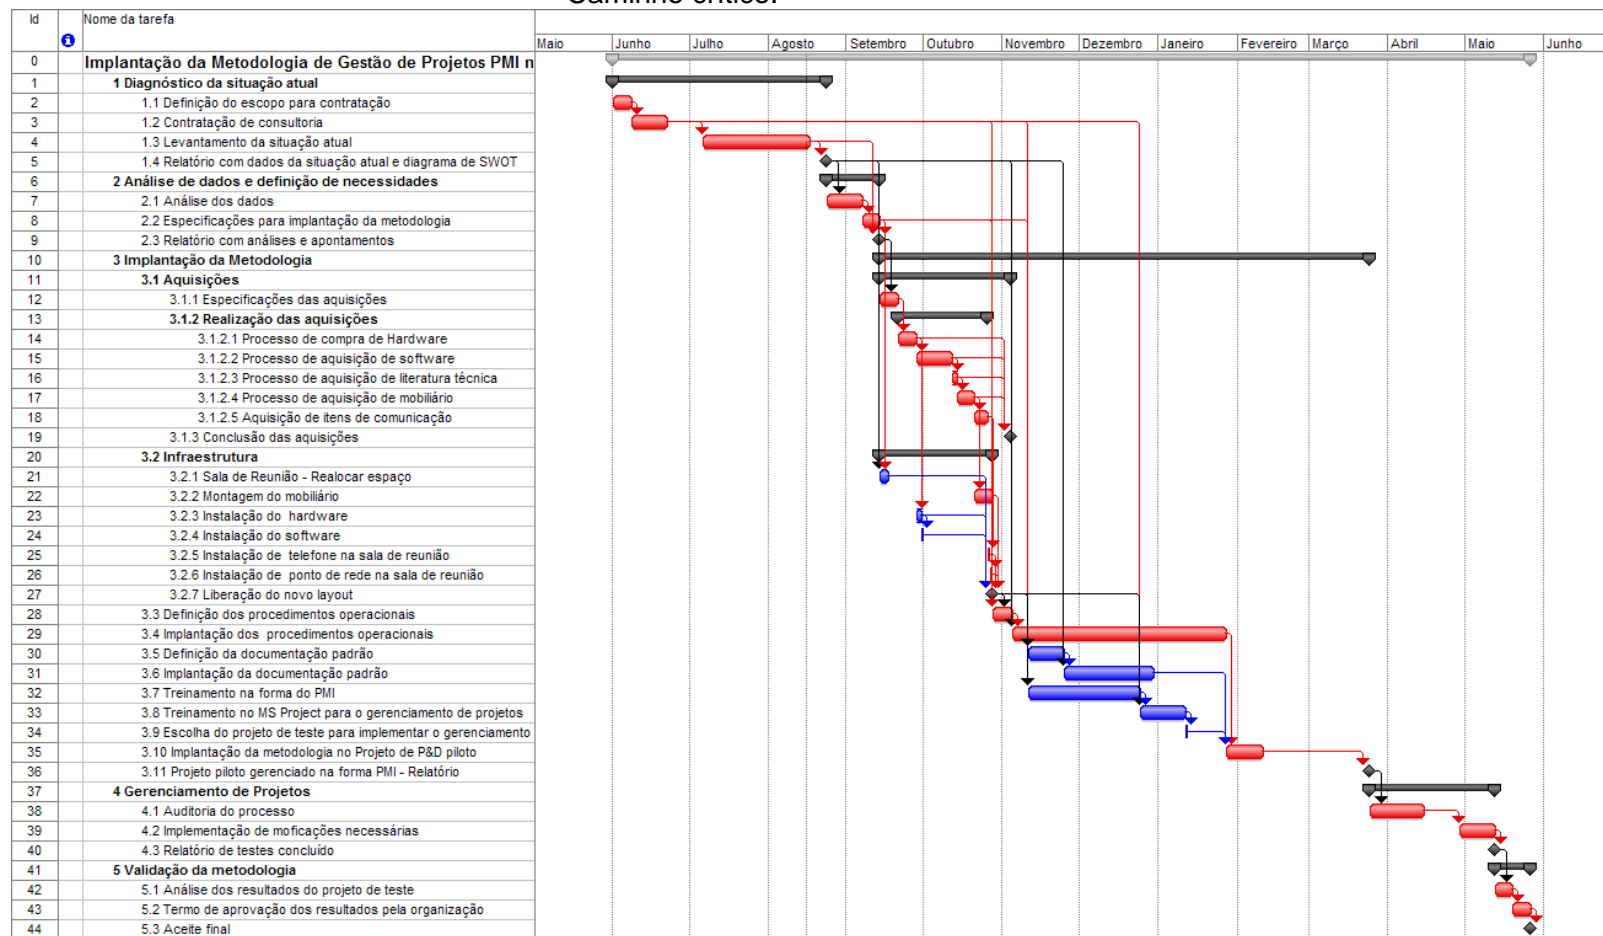 Caminho crítico.
Id
Nome da tarefa
Maio Junho Julho Agosto Setembro Outubro Novembro Dezembro Janeiro Fevereiro Março Abril Maio Junho
0 Implantação da Metodologia de Gestão de Projetos PMI n
1 1 Diagnóstico da situação atual
2 1.1 Definição do escopo para contratação
3 1.2 Contratação de consultoria
4 1.3 Levantamento da situação atual
5 1.4 Relatório com dados da situação atual e diagrama de SWOT
6 2 Análise de dados e definição de necessidades
7 2.1 Análise dos dados
8 2.2 Especificações para implantação da metodologia
9 2.3 Relatório com análises e apontamentos
10 3 Implantação da Metodologia
11 3.1 Aquisições
12 3.1.1 Especificações das aquisições
13 3.1.2 Realização das aquisições
14 3.1.2.1 Processo de compra de Hardware
15 3.1.2.2 Processo de aquisição de software
16 3.1.2.3 Processo de aquisição de literatura técnica
17 3.1.2.4 Processo de aquisição de mobiliário
18 3.1.2.5 Aquisição de itens de comunicação
19 3.1.3 Conclusão das aquisições
20 3.2 Infraestrutura
21 3.2.1 Sala de Reunião - Realocar espaço
22 3.2.2 Montagem do mobiliário
23 3.2.3 Instalação do hardware
24 3.2.4 Instalação do software
25 3.2.5 Instalação de telefone na sala de reunião
26 3.2.6 Instalação de ponto de rede na sala de reunião
27 3.2.7 Liberação do novo layout
28 3.3 Definição dos procedimentos operacionais
29 3.4 Implantação dos procedimentos operacionais
30 3.5 Definição da documentação padrão
31 3.6 Implantação da documentação padrão
32 3.7 Treinamento na forma do PMI
33 3.8 Treinamento no MS Project para o gerenciamento de projetos
34 3.9 Escolha do projeto de teste para implementar o gerenciamento
35 3.10 Implantação da metodologia no Projeto de P&D piloto
36 3.11 Projeto piloto gerenciado na forma PMI - Relatório
37 4 Gerenciamento de Projetos
38 4.1 Auditoria do processo
39 4.2 Implementação de moficações necessárias
40 4.3 Relatório de testes concluído
41 5 Validação da metodologia
42 5.1 Análise dos resultados do projeto de teste
43 5.2 Termo de aprovação dos resultados pela organização
44 5.3 Aceite final